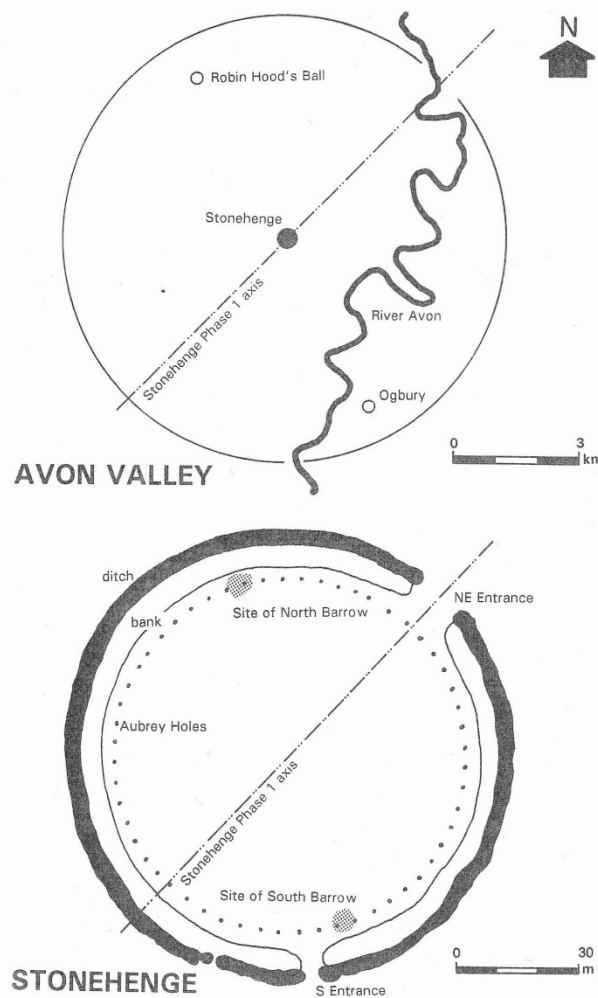 N
Robin Hood's Ball
Stonehenge
Stonehenge Phase 1 axis
River Avon
Ogbury
0 3
km
AVON VALLEY
ditch
bank
NE Entrance
Site of North Barrow
Aubrey Holes
Stonehenge Phase 1 axis
Site of South Barrow
0 30
m
S Entrance
STONEHENGE